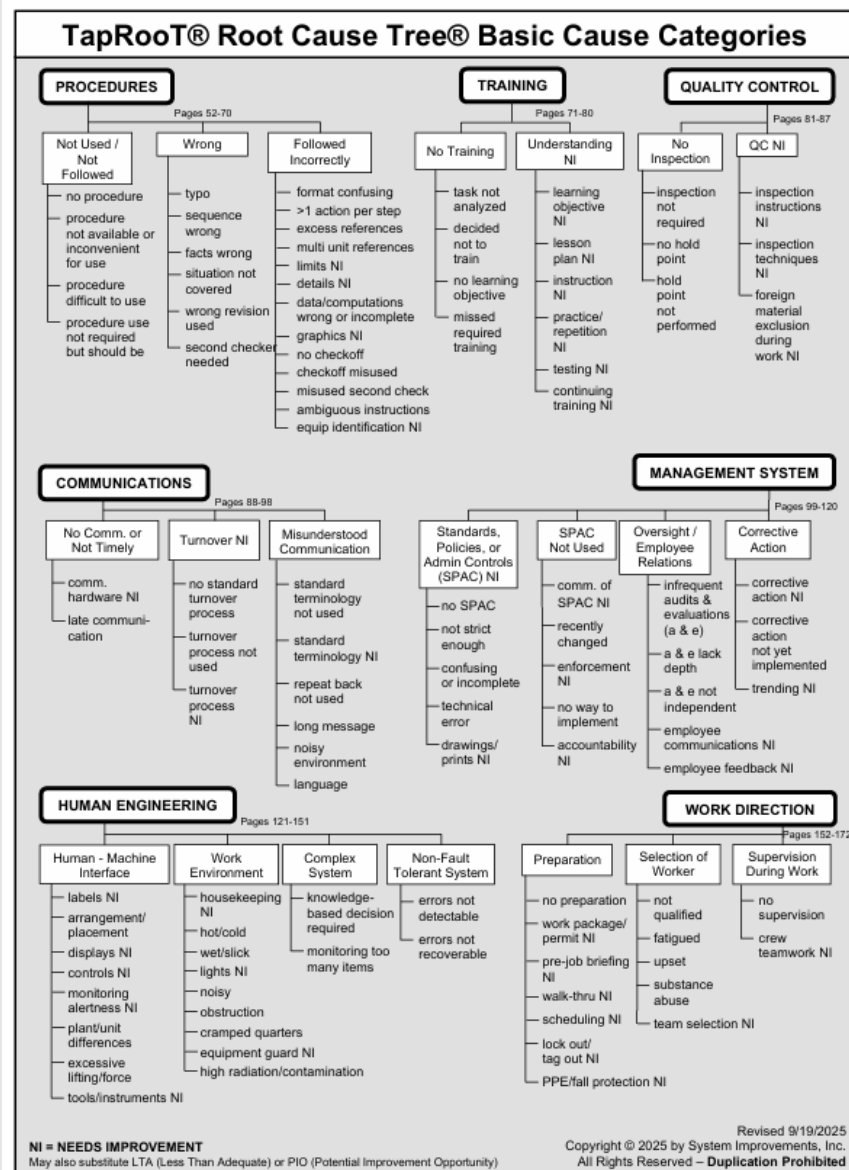 TapRooT® Root Cause Tree® Basic Cause Categories
PROCEDURES
Pages 52-70
Not Used /
Not
Followed
no procedure
procedure
not available or
inconvenient
for use
procedure
difficult to use
procedure use
not required
but should be
Wrong
typo
sequence
wrong
facts wrong
situation not
covered
wrong revision
used
second checker
needed
Followed
Incorrectly
format confusing
>1 action per step
excess references
multi unit references
limits NI
details NI
data/computations
wrong or incomplete
graphics NI
no checkoff
checkoff misused
misused second check
ambiguous instructions
equip identification NI
TRAINING
Pages 71-80
No Training
task not
analyzed
decided
not to
train
no learning
objective
missed
required
training
Understanding
NI
learning
objective
NI
lesson
plan NI
instruction
NI
practice/
repetition
NI
testing NI
continuing
training NI
QUALITY CONTROL
Pages 81-87
No
Inspection
inspection
not
required
no hold
point
hold
point
not
performed
QC NI
inspection
instructions
NI
inspection
techniques
NI
foreign
material
exclusion
during
work NI
COMMUNICATIONS
Pages 88-98
No Comm. or
Not Timely
comm.
hardware NI
late communi-
cation
Turnover NI
no standard
turnover
process
turnover
process not
used
turnover
process
NI
Misunderstood
Communication
standard
terminology
not used
standard
terminology NI
repeat back
not used
long message
noisy
environment
language
MANAGEMENT SYSTEM
Pages 99-120
Standards,
Policies, or
Admin Controls
(SPAC) NI
no SPAC
not strict
enough
confusing
or incomplete
technical
error
drawings/
prints NI
SPAC
Not Used
comm. of
SPAC NI
recently
changed
enforcement
NI
no way to
implement
accountability
NI
Oversight /
Employee
Relations
infrequent
audits &
evaluations
(a & e)
a & e lack
depth
a & e not
independent
employee
communications NI
employee feedback NI
Corrective
Action
corrective
action NI
corrective
action
not yet
implemented
trending NI
HUMAN ENGINEERING
Pages 121-151
Human - Machine
Interface
labels NI
arrangement/
placement
displays NI
controls NI
monitoring
alertness NI
plant/unit
differences
excessive
lifting/force
tools/instruments NI
Work
Environment
housekeeping
NI
hot/cold
wet/slick
lights NI
noisy
obstruction
cramped quarters
equipment guard NI
high radiation/contamination
Complex
System
knowledge-
based decision
required
monitoring too
many items
Non-Fault
Tolerant System
errors not
detectable
errors not
recoverable
WORK DIRECTION
Pages 152-172
Preparation
no preparation
work package/
permit NI
pre-job briefing
NI
walk-thru NI
scheduling NI
lock out/
tag out NI
PPE/fall protection NI
Selection of
Worker
not
qualified
fatigued
upset
substance
abuse
team selection NI
Supervision
During Work
no
supervision
crew
teamwork NI
NI = NEEDS IMPROVEMENT
May also substitute LTA (Less Than Adequate) or PIO (Potential Improvement Opportunity)
Revised 9/19/2025
Copyright © 2025 by System Improvements, Inc.
All Rights Reserved – Duplication Prohibited